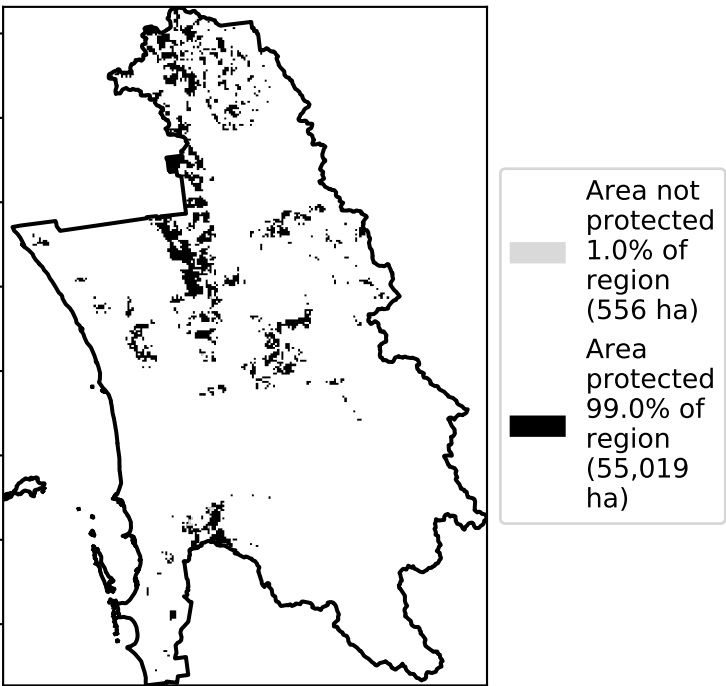 Area not
protected
1.0% of
region
(556 ha)
Area
protected
99.0% of
region
(55,019
ha)